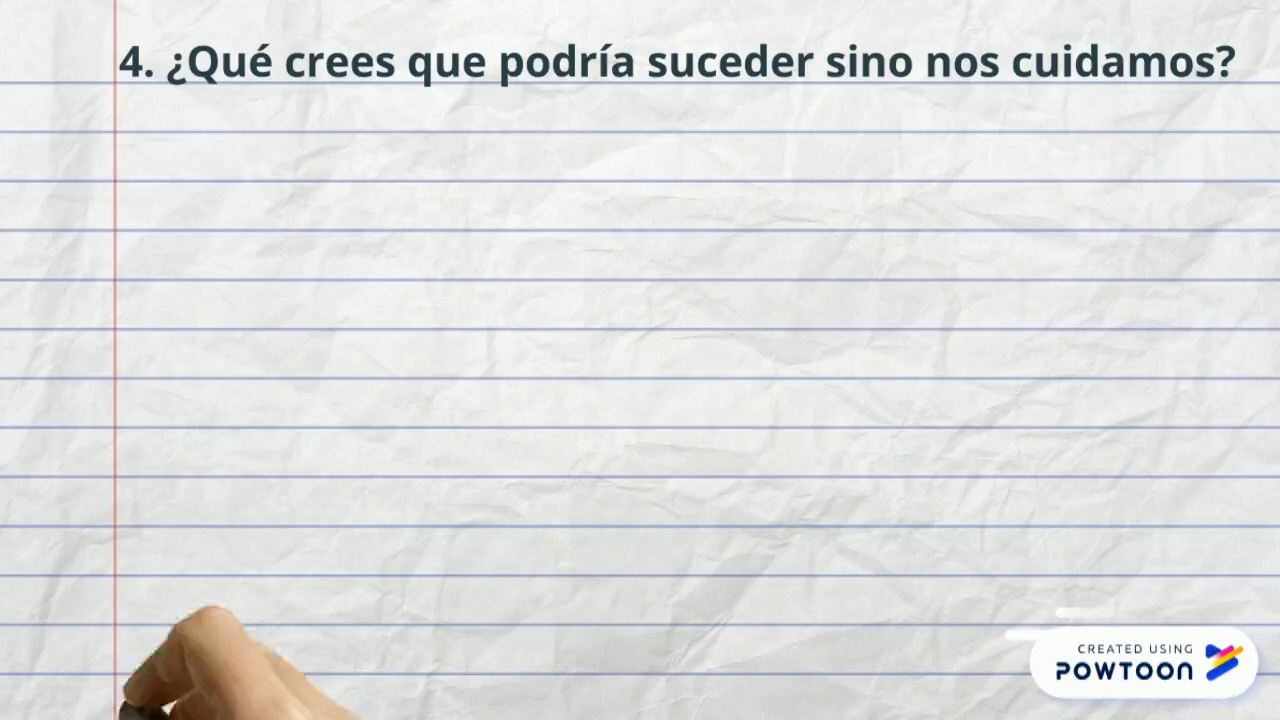 4. ¿Qué crees que podría suceder sino nos cuidamos?
CREATED USING
POWTOON